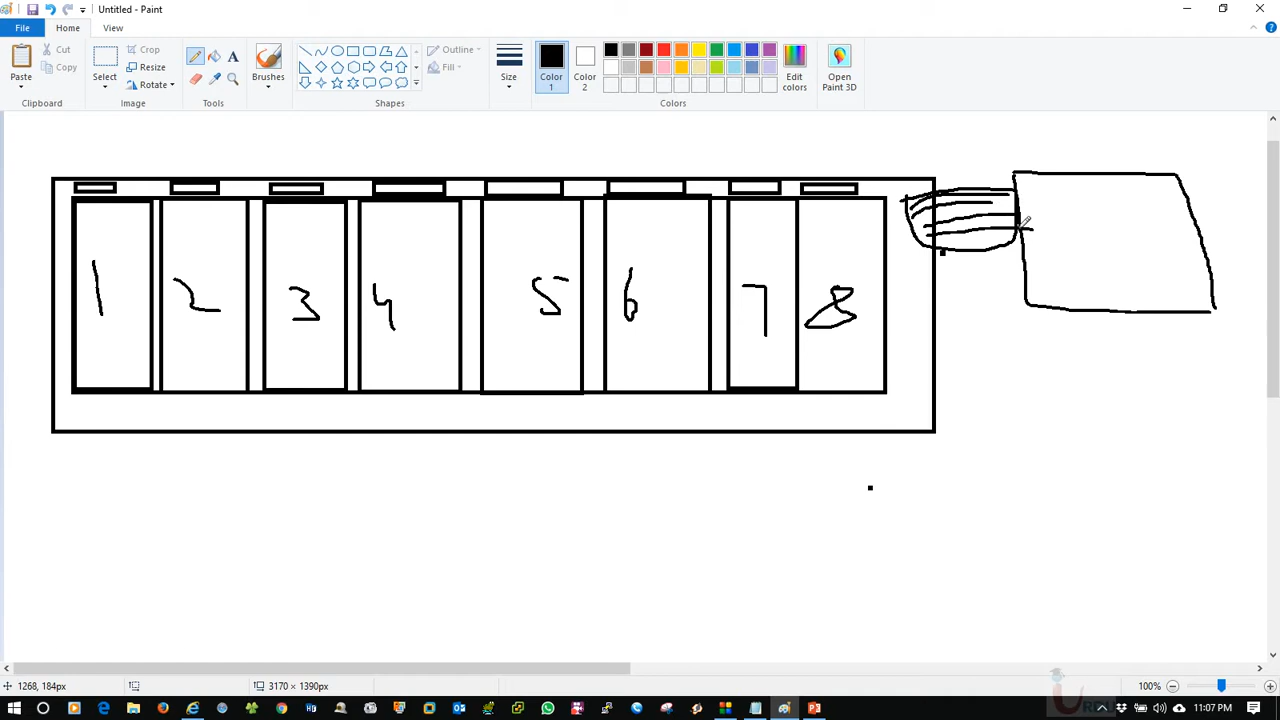 Untitled - Paint
File
Home
View
Paste
Clipboard
Cut
Copy
Select
Crop
Resize
Rotate
Image
A
Tools
Brushes
Outline
Fill
Shapes
Size
Color 1
Color 2
Edit colors
Colors
Open Paint 3D
1 2 3 4 5 6 7 8
1268, 184px
3170 × 1390px
100%
11:07 PM